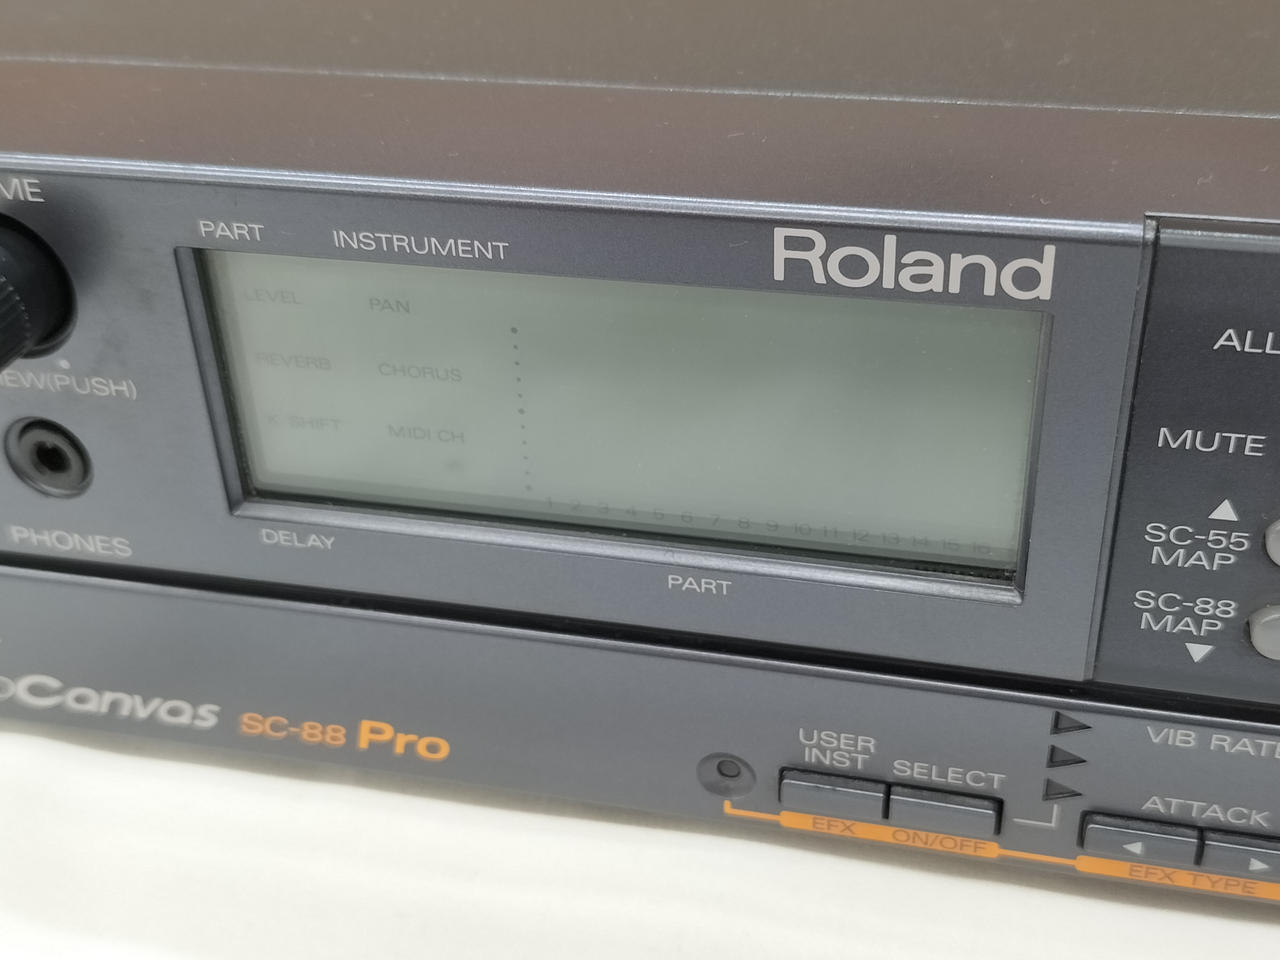 ME
PART INSTRUMENT
Roland
LEVEL PAN
REVERB CHORUS
K SHIFT MIDI CH
1 2 3 4 5 6 7 8 9 10 11 12 13 14 15 16
DELAY
PART
EW(PUSH)
PHONES
ALL
MUTE
SC-55
MAP
SC-88
MAP
Canvas SC-88 Pro
USER
INST SELECT
EFX ON/OFF
VIB RATE
ATTACK
EFX TYPE